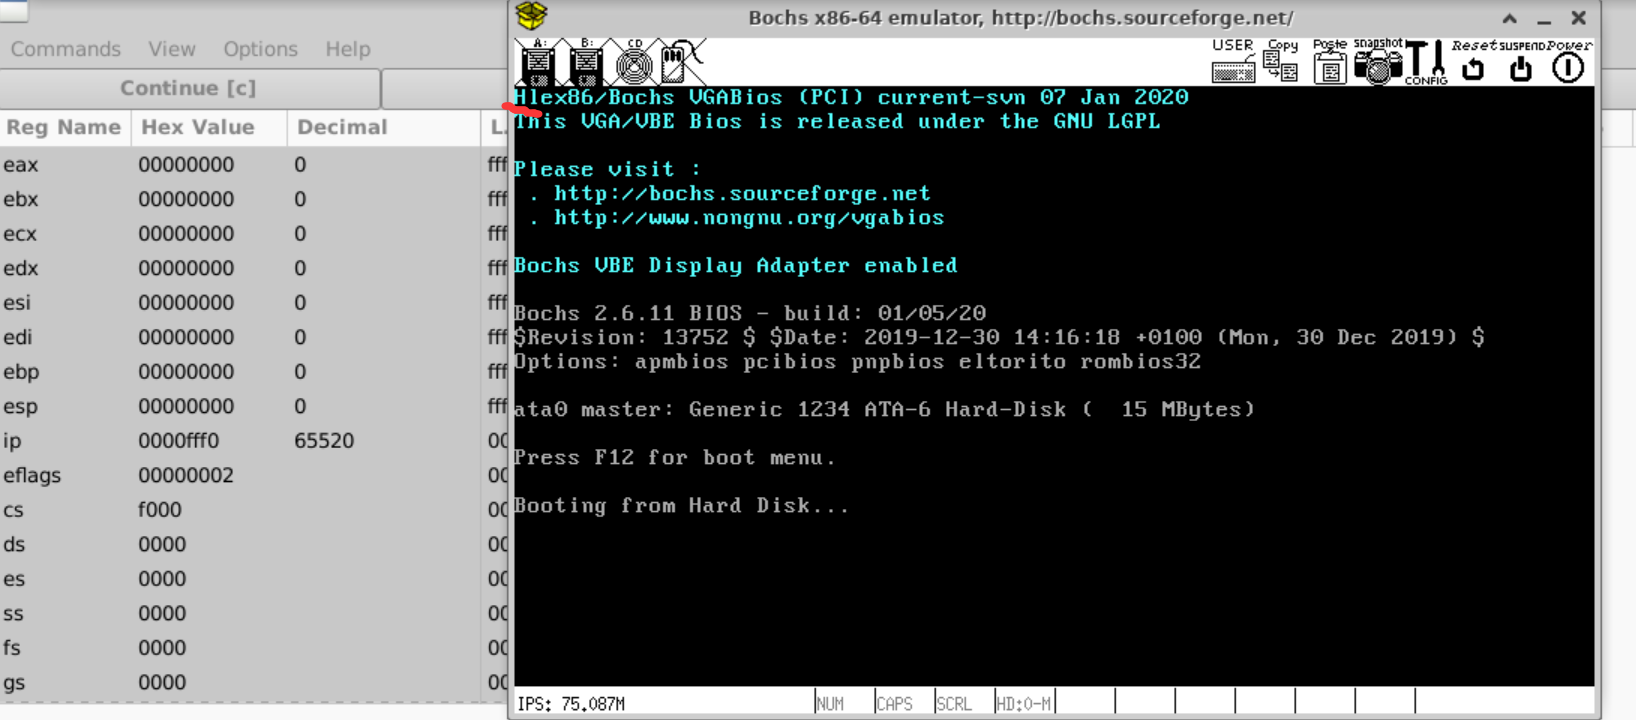 Commands View Options Help
Continue [c]
Reg Name Hex Value Decimal L.
eax 00000000 0 fff
ebx 00000000 0 fff
ecx 00000000 0 fff
edx 00000000 0 fff
esi 00000000 0 fff
edi 00000000 0 fff
ebp 00000000 0 fff
esp 00000000 0 fff
ip 0000fff0 65520 00
eflags 00000002 00
cs f000 00
ds 0000 00
es 0000 00
ss 0000 00
fs 0000 00
gs 0000 00
Bochs x86-64 emulator, http://bochs.sourceforge.net/
A: B: CD USER Copy Paste snapshot CONFIG Reset SUSPEND Power
Hlex86/Bochs VGABios (PCI) current-svn 07 Jan 2020
This VGA/VBE Bios is released under the GNU LGPL
Please visit :
. http://bochs.sourceforge.net
. http://www.nongnu.org/vgabios
Bochs VBE Display Adapter enabled
Bochs 2.6.11 BIOS - build: 01/05/20
$Revision: 13752 $ $Date: 2019-12-30 14:16:18 +0100 (Mon, 30 Dec 2019) $
Options: apmbios pcibios pnpbios eltorito rombios32
ata0 master: Generic 1234 ATA-6 Hard-Disk (  15 MBytes)
Press F12 for boot menu.
Booting from Hard Disk...
IPS: 75.087M NUM CAPS SCRL HD:0-M